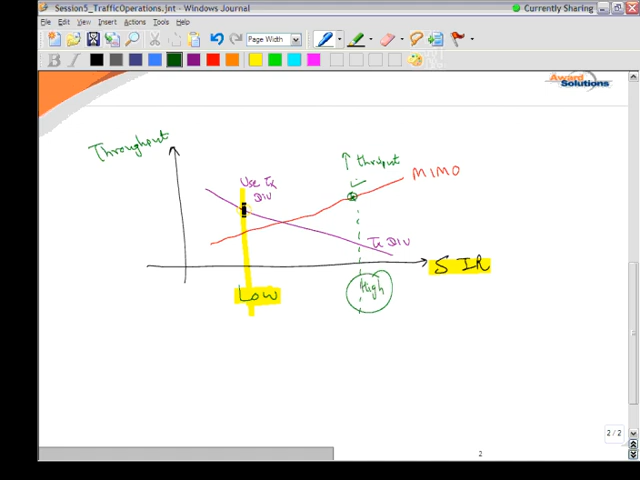 Session5_TrafficOperations.jnt - Windows Journal
Currently Sharing
File Edit View Insert Actions Tools Help
Page Width
B I
Award
Solutions
Throughput
↑ thruput
MIMO
Use Tx
DIV
Tx DIV
SIR
Low
High
2 / 2
2